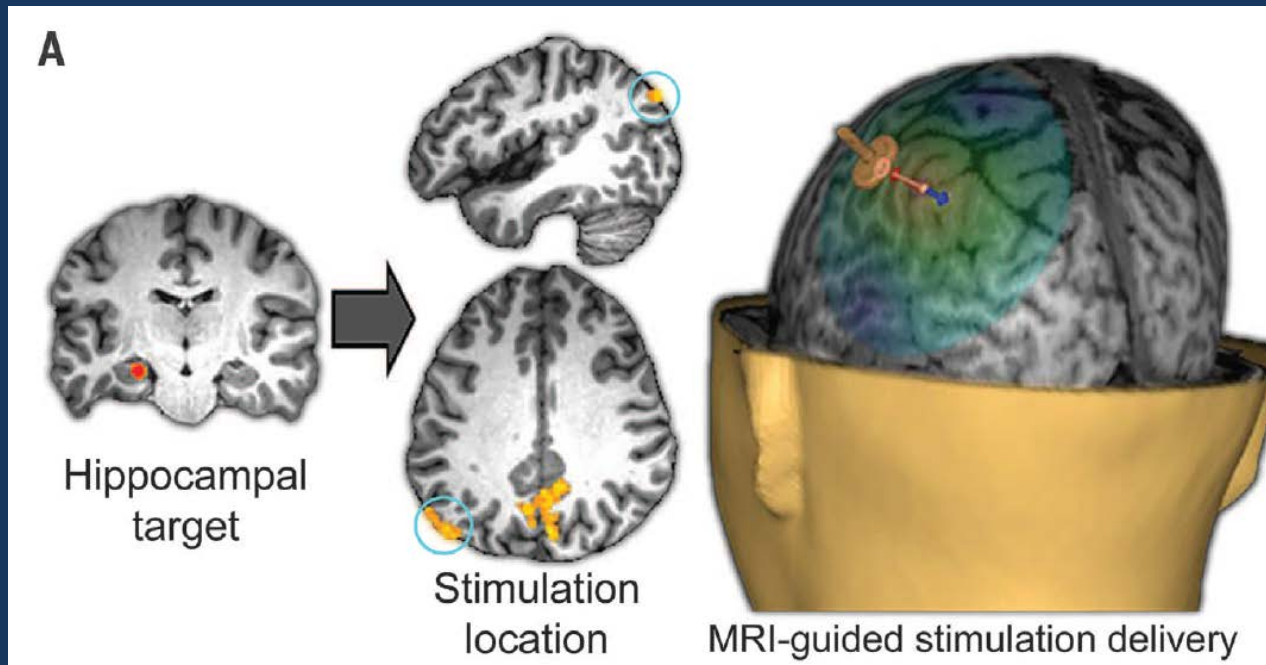 A
Hippocampal
target
Stimulation
location
MRI-guided stimulation delivery